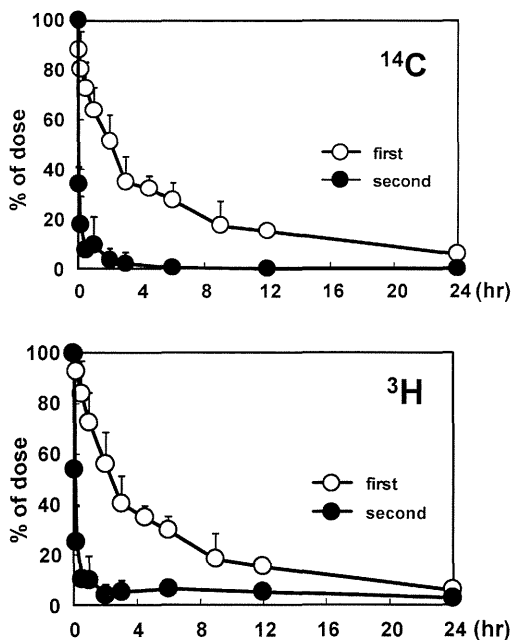 100
80
60
40
20
0
% of dose
14C
first
second
0 4 8 12 16 20 24 (hr)
100
80
60
40
20
0
% of dose
3H
first
second
0 4 8 12 16 20 24 (hr)